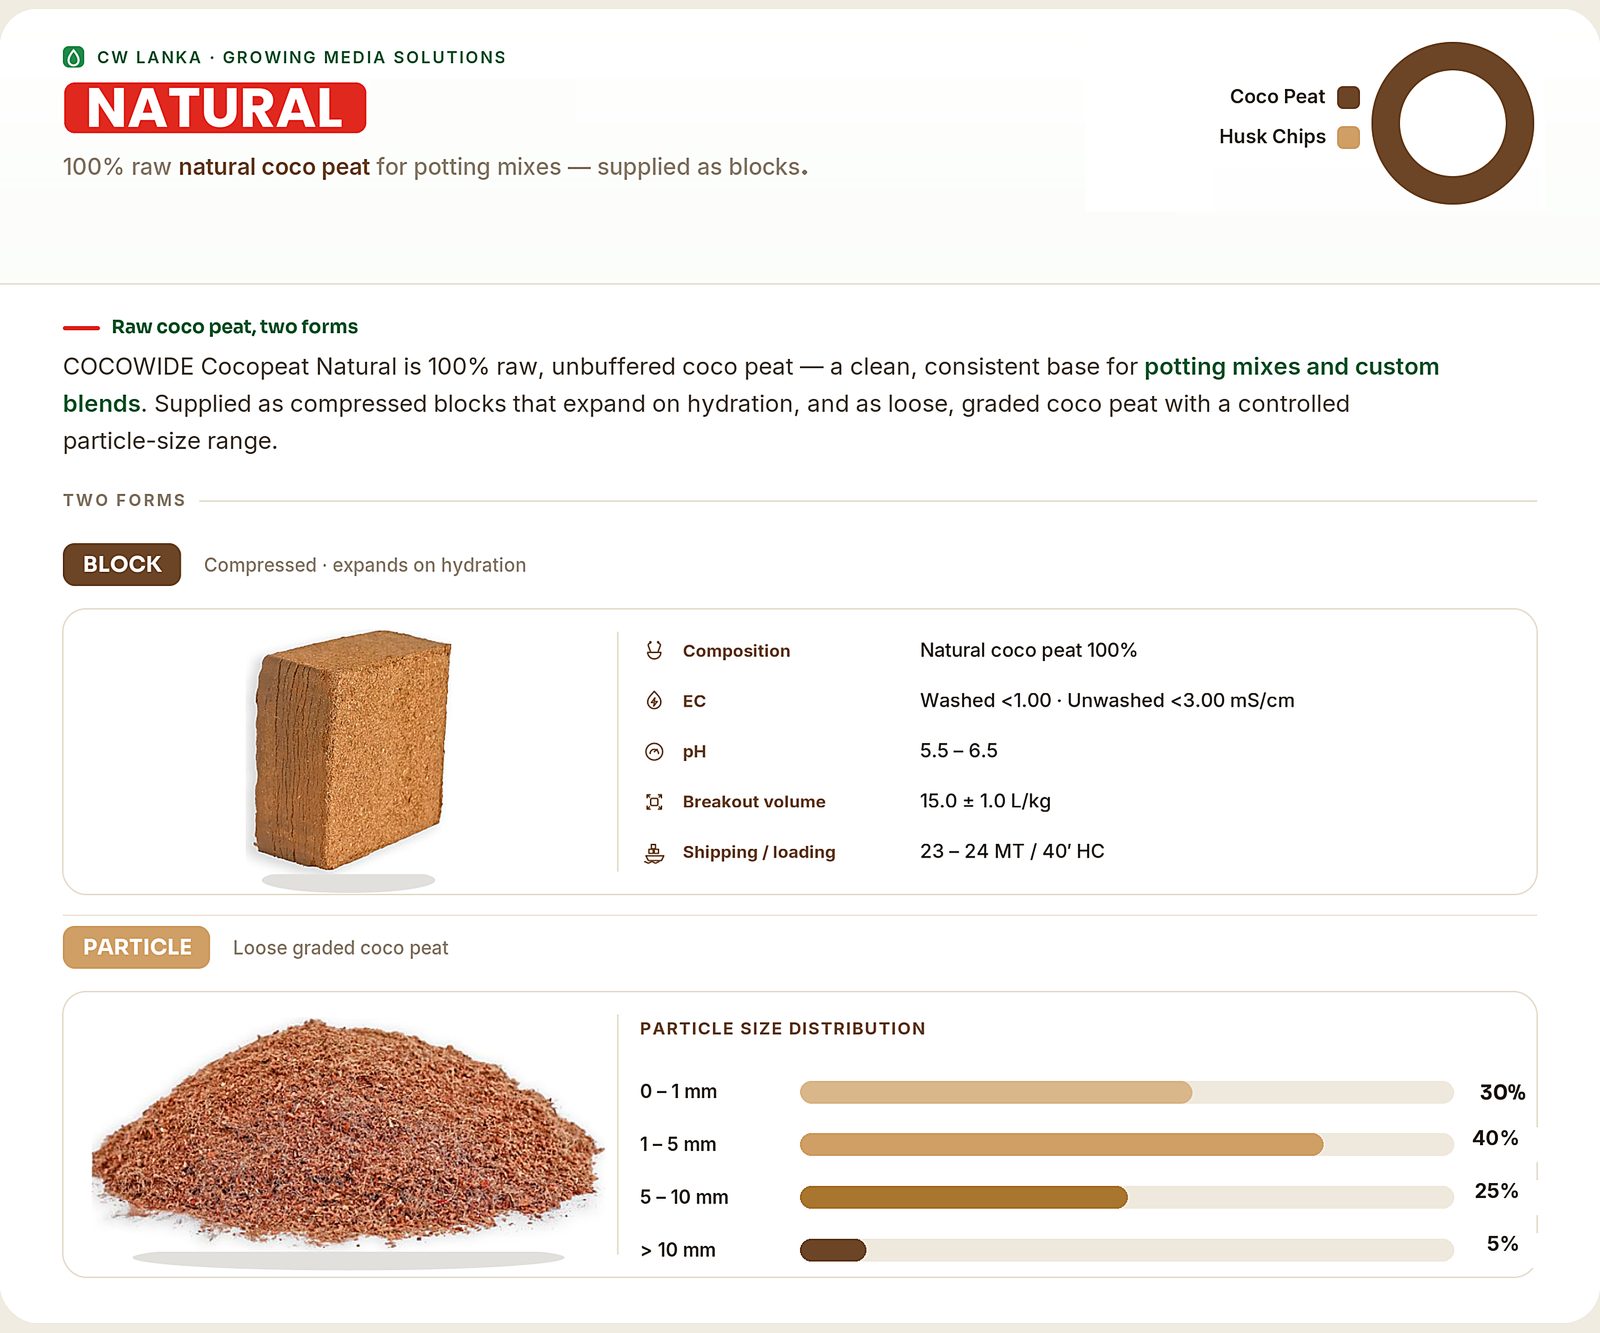 CW LANKA · GROWING MEDIA SOLUTIONS
NATURAL
100% raw natural coco peat for potting mixes — supplied as blocks.
Coco Peat
Husk Chips
Raw coco peat, two forms
COCOWIDE Cocopeat Natural is 100% raw, unbuffered coco peat — a clean, consistent base for potting mixes and custom
blends. Supplied as compressed blocks that expand on hydration, and as loose, graded coco peat with a controlled
particle-size range.
TWO FORMS
BLOCK Compressed · expands on hydration
Composition Natural coco peat 100%
EC Washed <1.00 · Unwashed <3.00 mS/cm
pH 5.5 – 6.5
Breakout volume 15.0 ± 1.0 L/kg
Shipping / loading 23 – 24 MT / 40′ HC
PARTICLE Loose graded coco peat
PARTICLE SIZE DISTRIBUTION
0 – 1 mm 30%
1 – 5 mm 40%
5 – 10 mm 25%
> 10 mm 5%